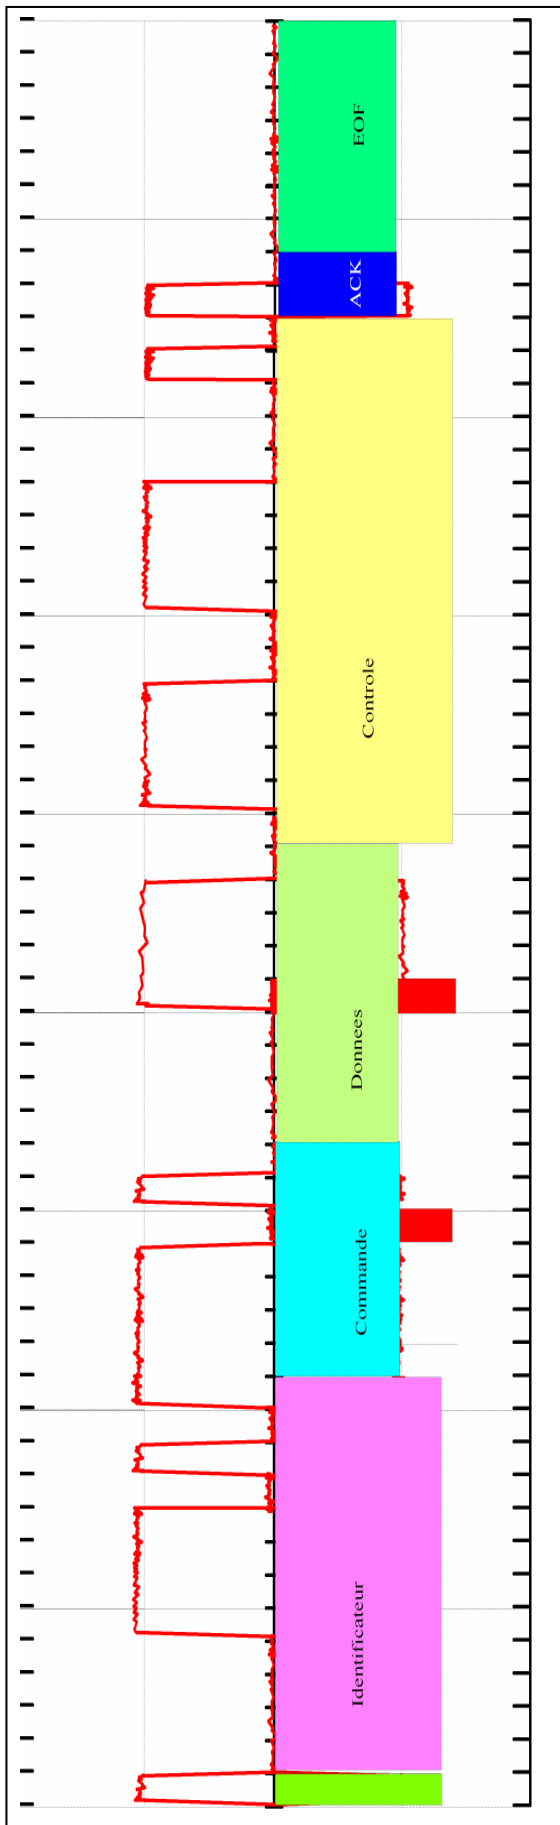 EOF
ACK
Controle
Donnees
Commande
Identificateur